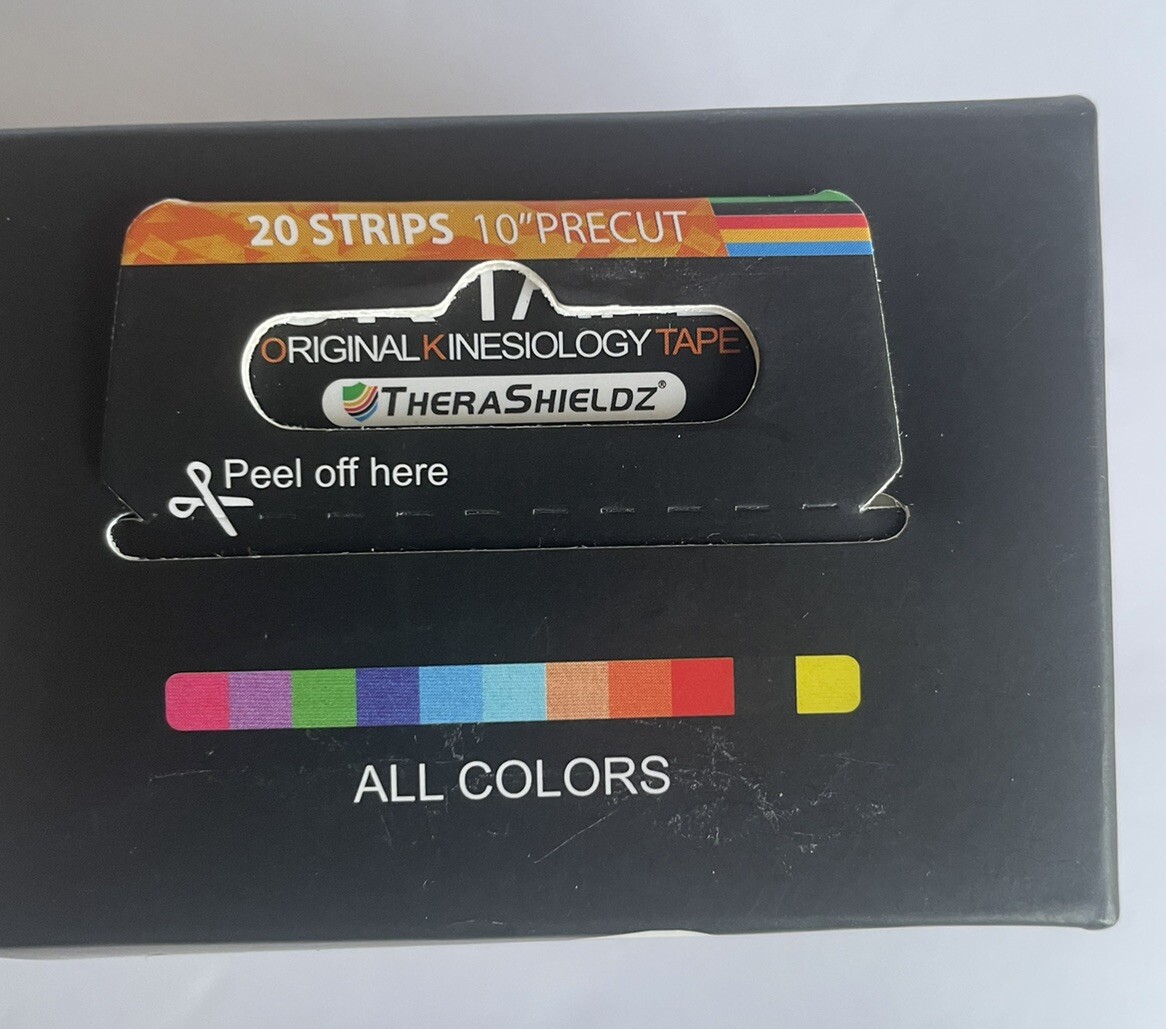 20 STRIPS 10”PRECUT
ORIGINAL KINESIOLOGY TAPE
THERASHIELDZ®
Peel off here
ALL COLORS